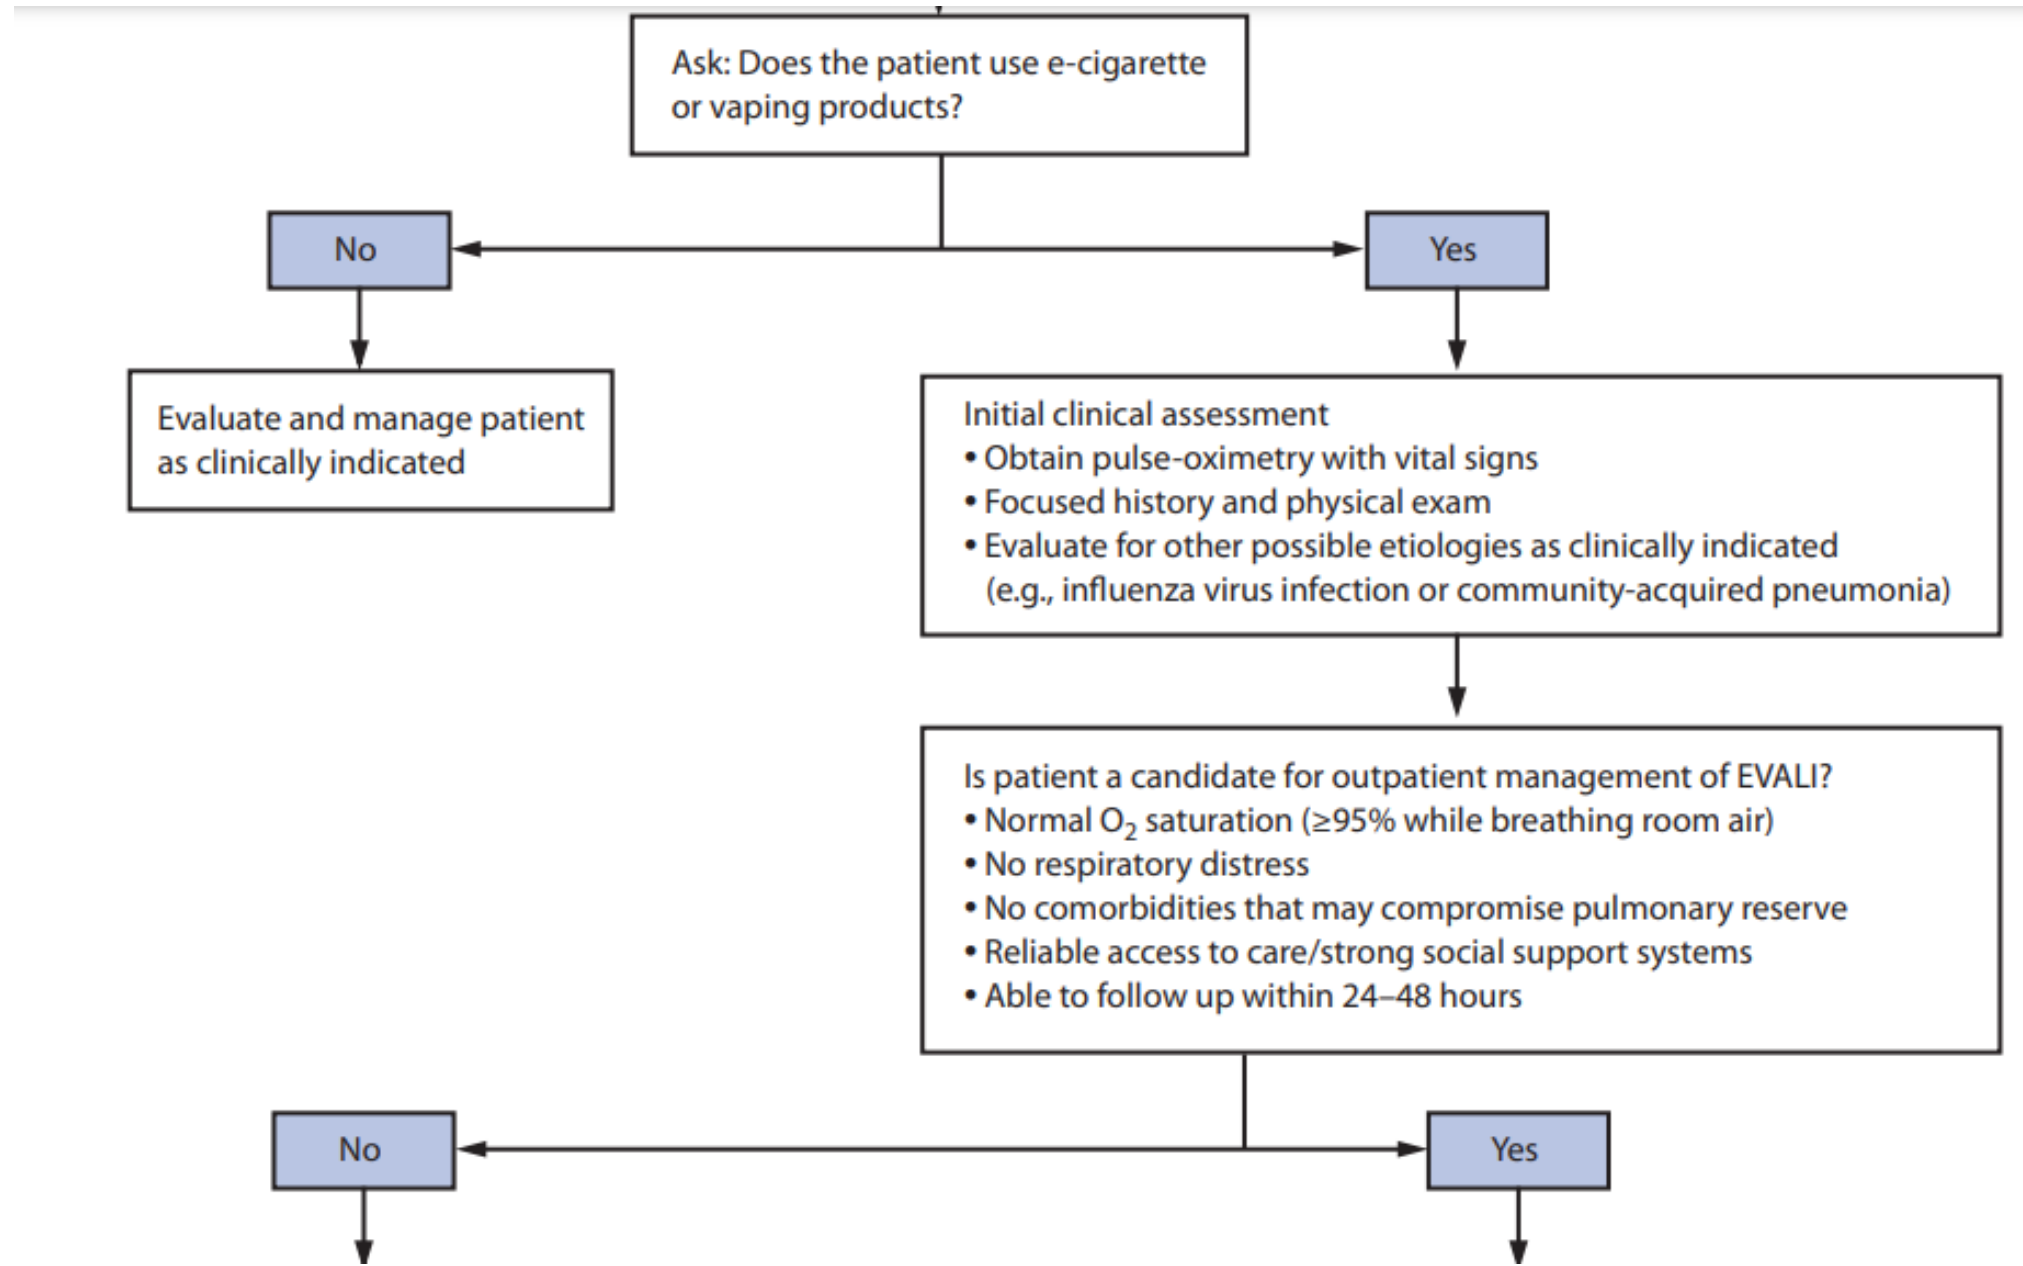 Ask: Does the patient use e-cigarette
or vaping products?
No
Yes
Evaluate and manage patient
as clinically indicated
Initial clinical assessment
• Obtain pulse-oximetry with vital signs
• Focused history and physical exam
• Evaluate for other possible etiologies as clinically indicated
(e.g., influenza virus infection or community-acquired pneumonia)
Is patient a candidate for outpatient management of EVALI?
• Normal O₂ saturation (≥95% while breathing room air)
• No respiratory distress
• No comorbidities that may compromise pulmonary reserve
• Reliable access to care/strong social support systems
• Able to follow up within 24–48 hours
No
Yes